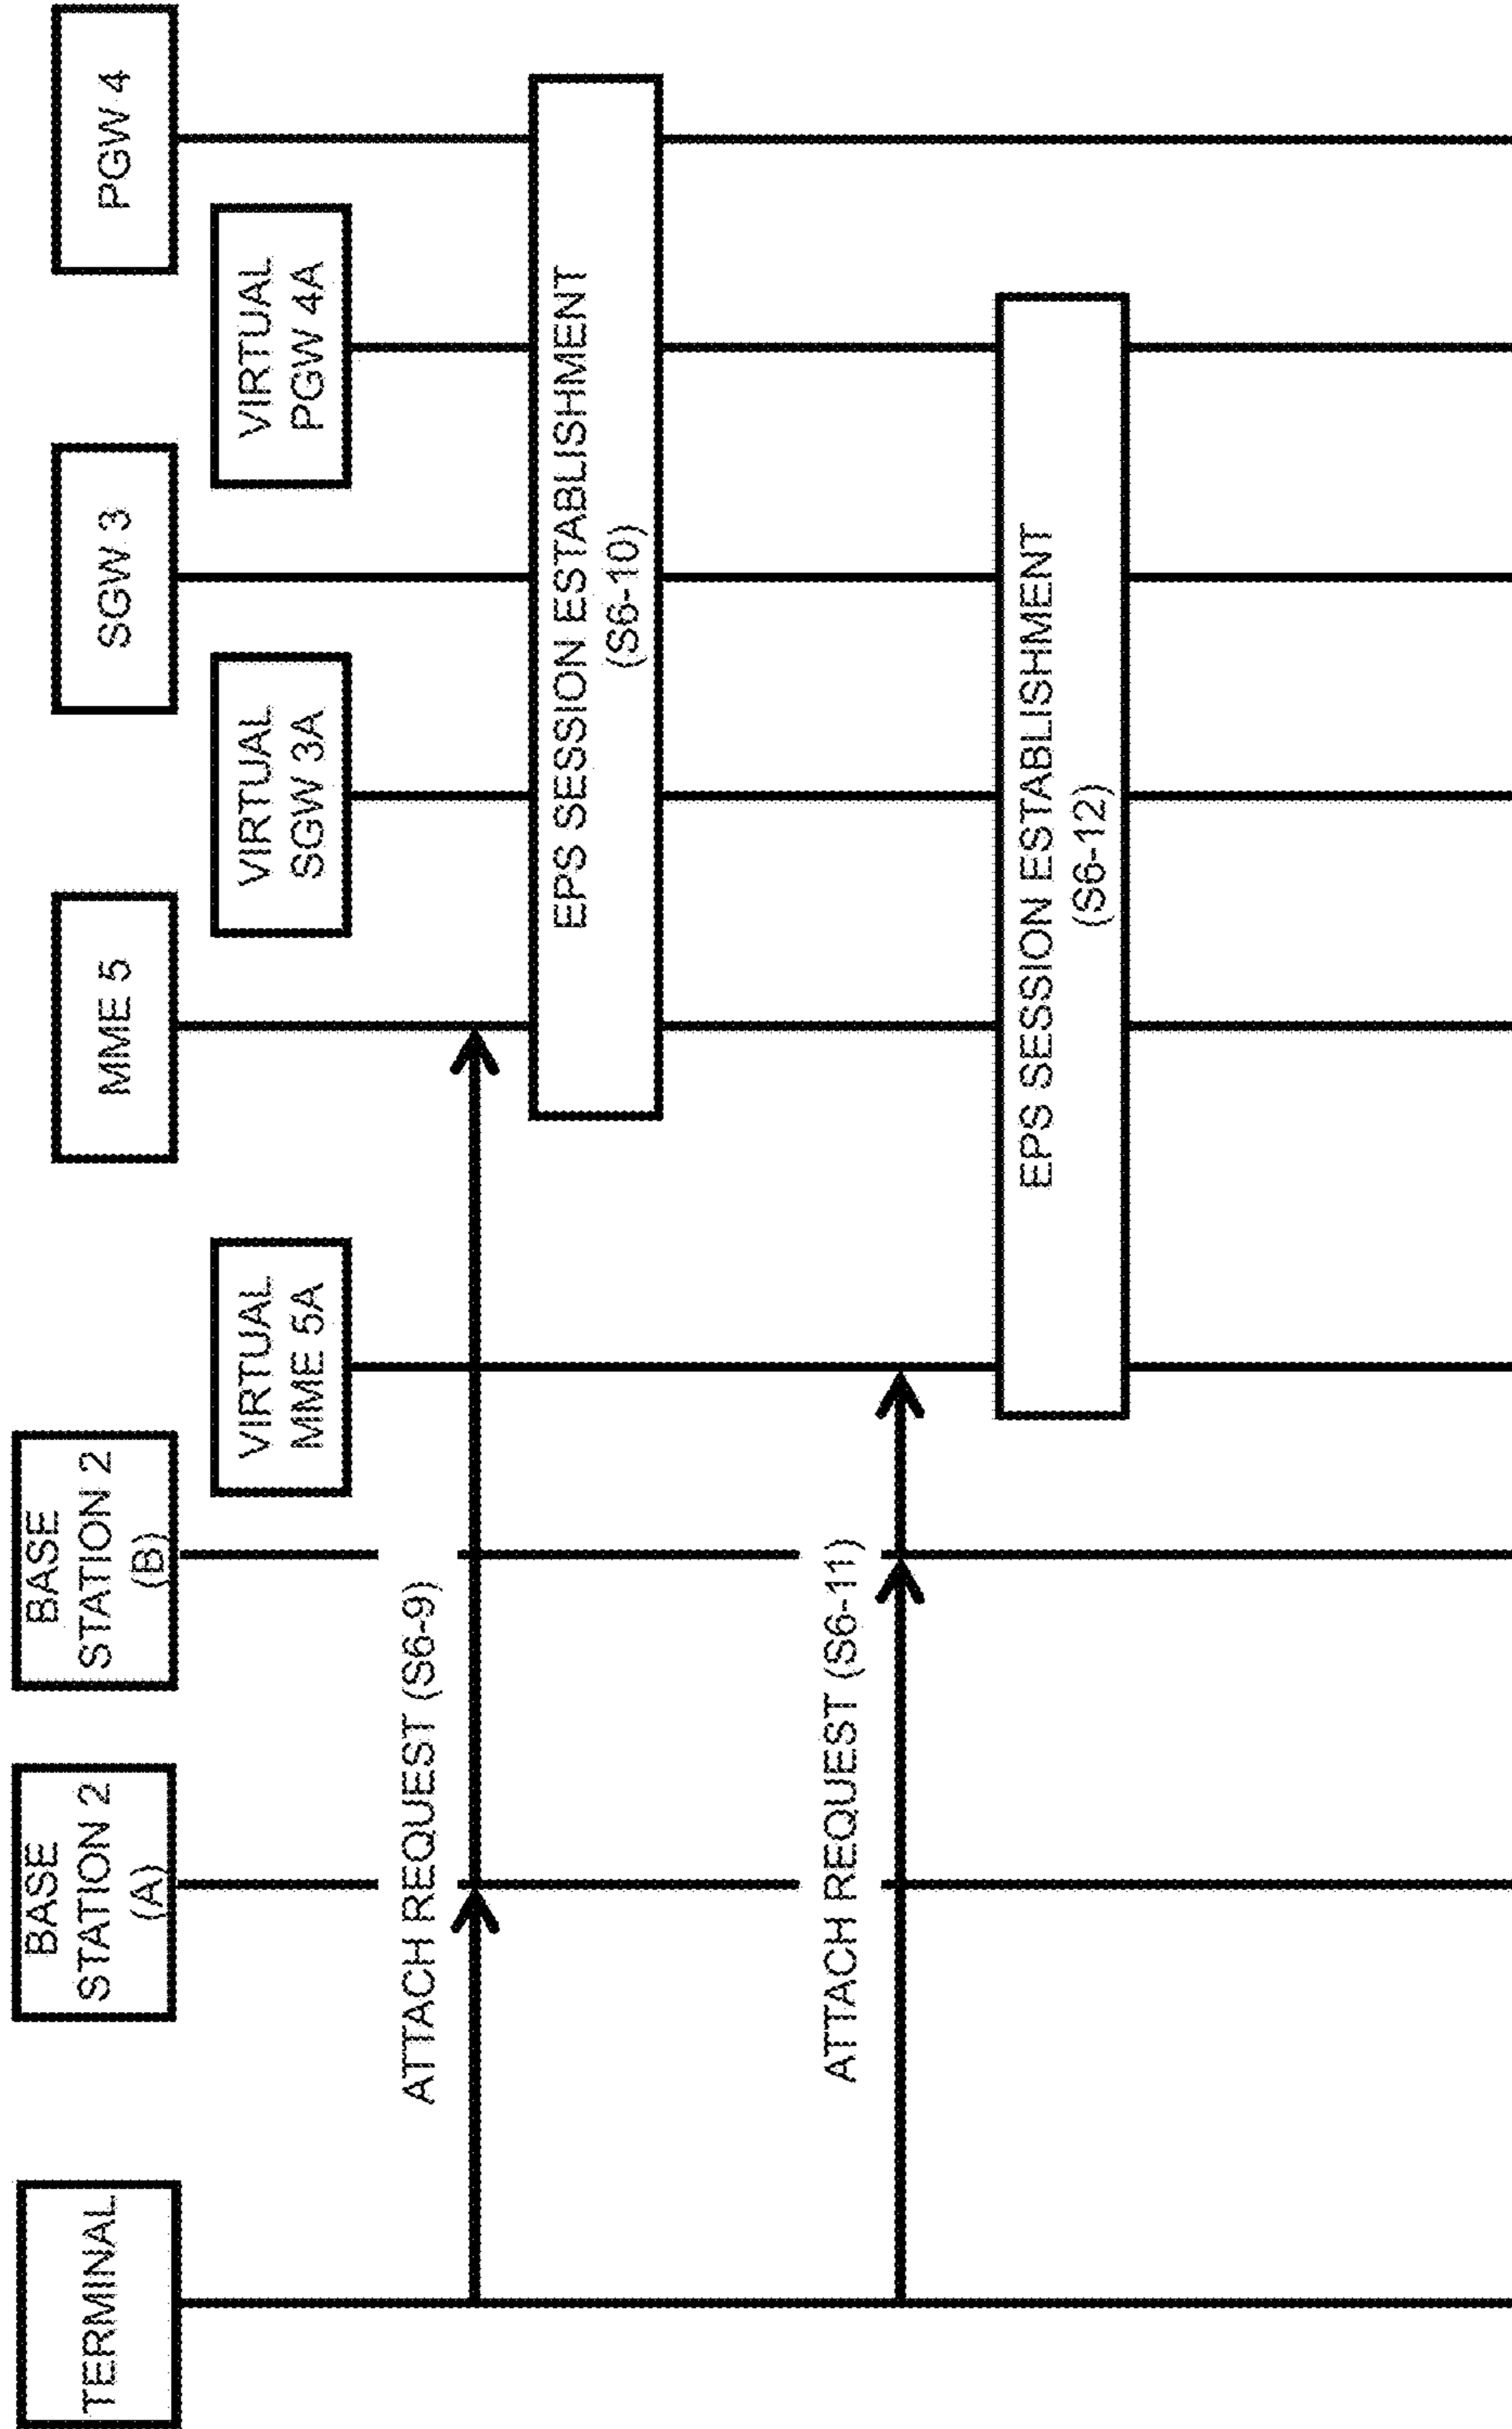 TERMINAL
BASE
STATION 2
(A)
BASE
STATION 2
(B)
VIRTUAL
MME 5A
MME 5
VIRTUAL
SGW 3A
SGW 3
VIRTUAL
PGW 4A
PGW 4
ATTACH REQUEST (S6-9)
EPS SESSION ESTABLISHMENT
(S6-10)
ATTACH REQUEST (S6-11)
EPS SESSION ESTABLISHMENT
(S6-12)